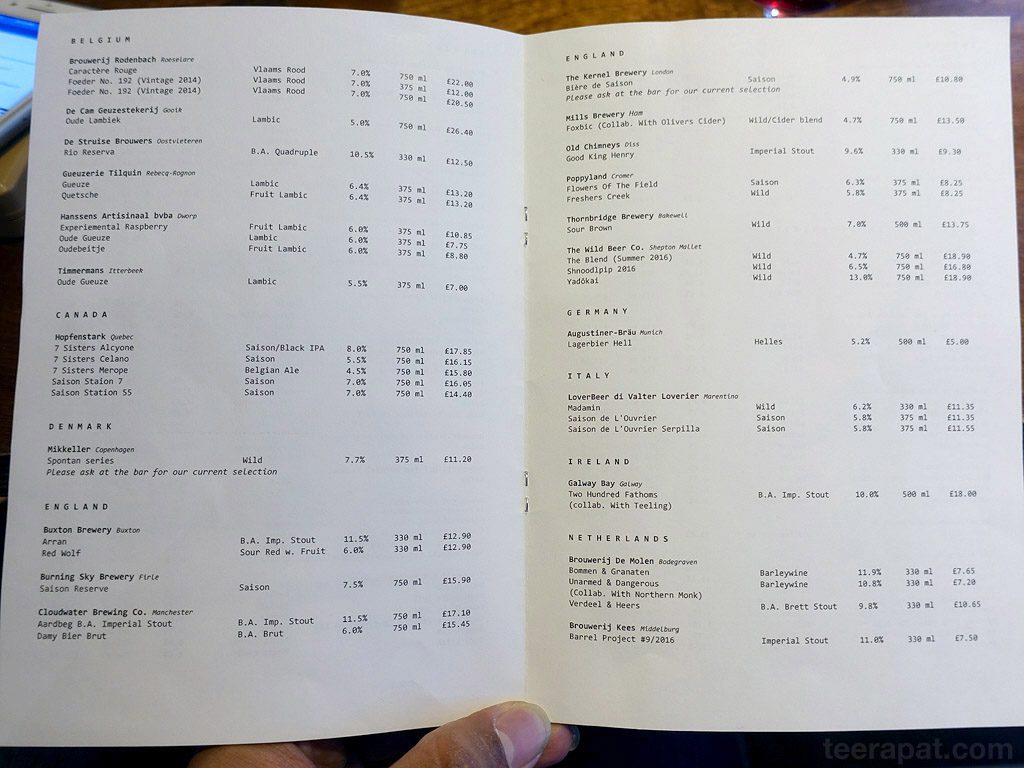 BELGIUM
Brouwerij Rodenbach Roeselare
Caractère Rouge Vlaams Rood 7.0% 750 ml £22.00
Foeder No. 192 (Vintage 2014) Vlaams Rood 7.0% 375 ml £12.00
Foeder No. 192 (Vintage 2014) Vlaams Rood 7.0% 750 ml £20.50
De Cam Geuzestekerij Gooik
Oude Lambiek Lambic 5.0% 750 ml £26.40
De Struise Brouwers Oostvleteren
Rio Reserva B.A. Quadruple 10.5% 330 ml £12.50
Gueuzerie Tilquin Rebecq-Rognon
Gueuze Lambic 6.4% 375 ml £13.20
Quetsche Fruit Lambic 6.4% 375 ml £13.20
Hanssens Artisinaal bvba Dworp
Experiemental Raspberry Fruit Lambic 6.0% 375 ml £10.85
Oude Gueuze Lambic 6.0% 375 ml £7.75
Oudebeitje Fruit Lambic 6.0% 375 ml £8.80
Timmermans Itterbeek
Oude Gueuze Lambic 5.5% 375 ml £7.00
CANADA
Hopfenstark Quebec
7 Sisters Alcyone Saison/Black IPA 8.0% 750 ml £17.85
7 Sisters Celano Saison 5.5% 750 ml £16.15
7 Sisters Merope Belgian Ale 4.5% 750 ml £15.80
Saison Staion 7 Saison 7.0% 750 ml £16.05
Saison Station 55 Saison 7.0% 750 ml £14.40
DENMARK
Mikkeller Copenhagen
Spontan series Wild 7.7% 375 ml £11.20
Please ask at the bar for our current selection
ENGLAND
Buxton Brewery Buxton
Arran B.A. Imp. Stout 11.5% 330 ml £12.90
Red Wolf Sour Red w. Fruit 6.0% 330 ml £12.90
Burning Sky Brewery Firle
Saison Reserve Saison 7.5% 750 ml £15.90
Cloudwater Brewing Co. Manchester
Aardbeg B.A. Imperial Stout B.A. Imp. Stout 11.5% 750 ml £17.10
Damy Bier Brut B.A. Brut 6.0% 750 ml £15.45
ENGLAND
The Kernel Brewery London
Bière de Saison Saison 4.9% 750 ml £10.80
Please ask at the bar for our current selection
Mills Brewery Ham
Foxbic (Collab. With Olivers Cider) Wild/Cider blend 4.7% 750 ml £13.50
Old Chimneys Diss
Good King Henry Imperial Stout 9.6% 330 ml £9.30
Poppyland Cromer
Flowers Of The Field Saison 6.3% 375 ml £8.25
Freshers Creek Wild 5.8% 375 ml £8.25
Thornbridge Brewery Bakewell
Sour Brown Wild 7.0% 500 ml £13.75
The Wild Beer Co. Shepton Mallet
The Blend (Summer 2016) Wild 4.7% 750 ml £18.90
Shnoodlpip 2016 Wild 6.5% 750 ml £16.80
Yadōkai Wild 13.0% 750 ml £18.90
GERMANY
Augustiner-Bräu Munich
Lagerbier Hell Helles 5.2% 500 ml £5.00
ITALY
LoverBeer di Valter Loverier Marentino
Madamin Wild 6.2% 330 ml £11.35
Saison de L'Ouvrier Saison 5.8% 375 ml £11.35
Saison de L'Ouvrier Serpilla Saison 5.8% 375 ml £11.55
IRELAND
Galway Bay Galway
Two Hundred Fathoms B.A. Imp. Stout 10.0% 500 ml £18.00
(collab. With Teeling)
NETHERLANDS
Brouwerij De Molen Bodegraven
Bommen & Granaten Barleywine 11.9% 330 ml £7.65
Unarmed & Dangerous Barleywine 10.8% 330 ml £7.20
(Collab. With Northern Monk)
Verdeel & Heers B.A. Brett Stout 9.8% 330 ml £10.65
Brouwerij Kees Middelburg
Barrel Project #9/2016 Imperial Stout 11.0% 330 ml £7.50
teerapat.com